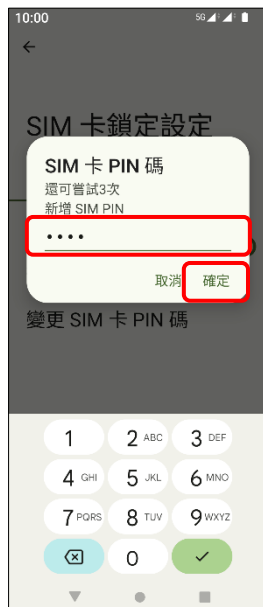 10:00 5G
SIM 卡鎖定設定
SIM 卡 PIN 碼
還可嘗試3次
新增 SIM PIN
••••
取消 確定
變更 SIM 卡 PIN 碼
1 2 ABC 3 DEF
4 GHI 5 JKL 6 MNO
7 PQRS 8 TUV 9 WXYZ
0